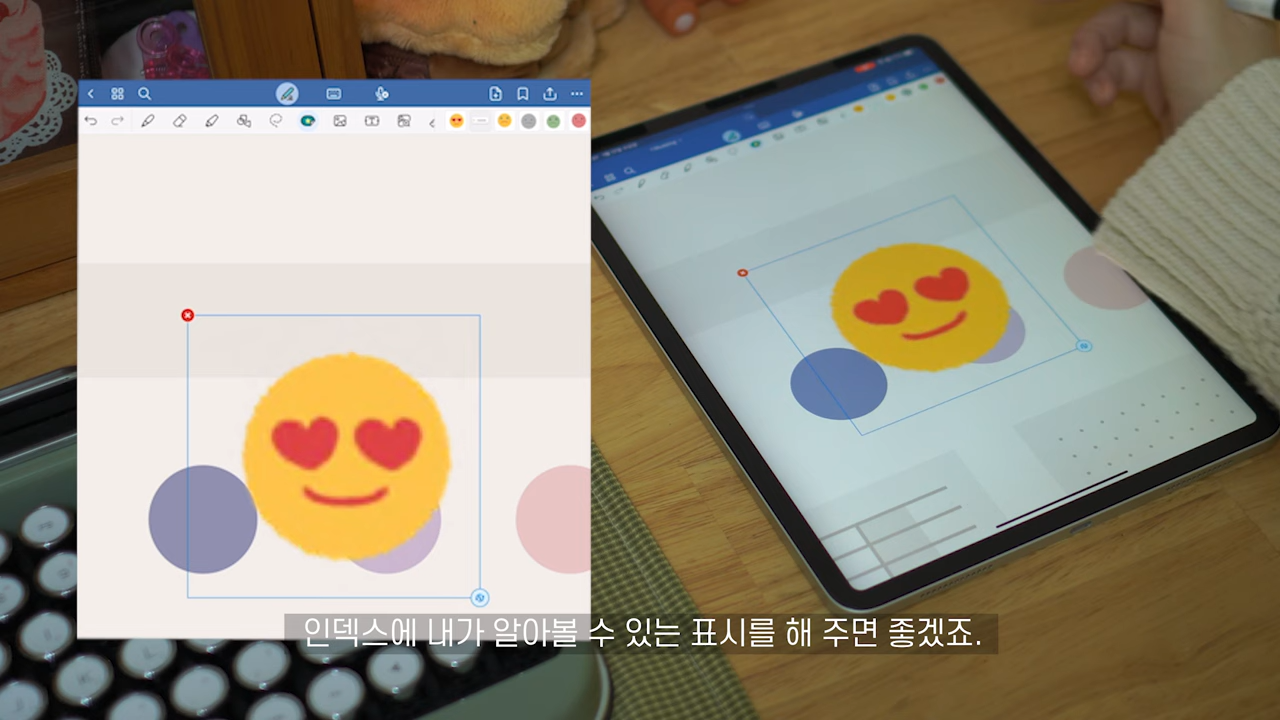 인덱스에 내가 알아볼 수 있는 표시를 해 주면 좋겠죠.